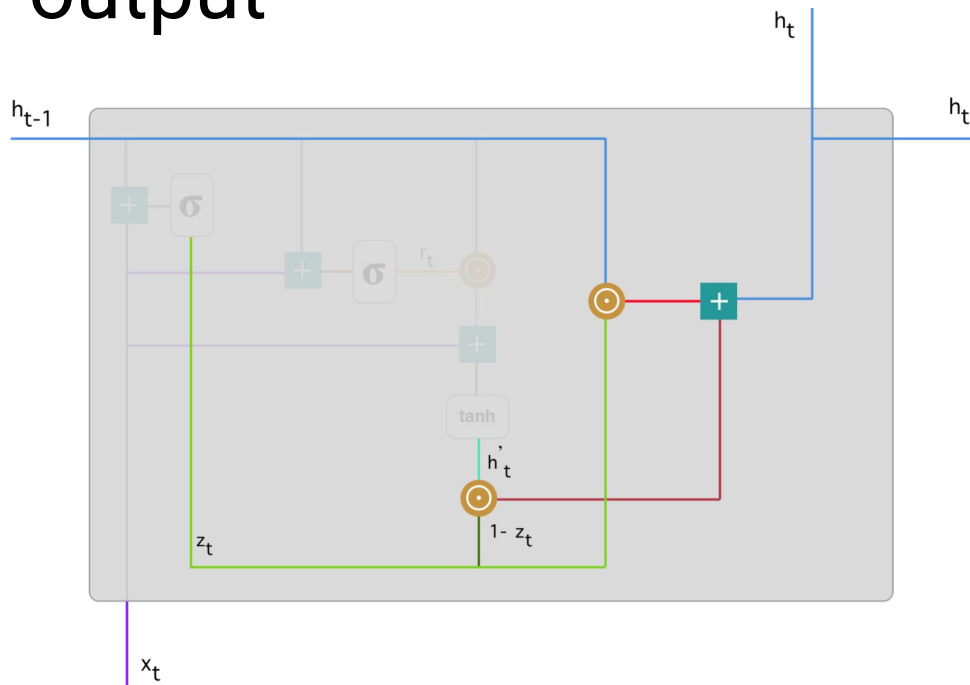 output
h_t
h_t-1
h_t
+
σ
+
σ
r_t
+
+
tanh
h'_t
1- z_t
z_t
x_t